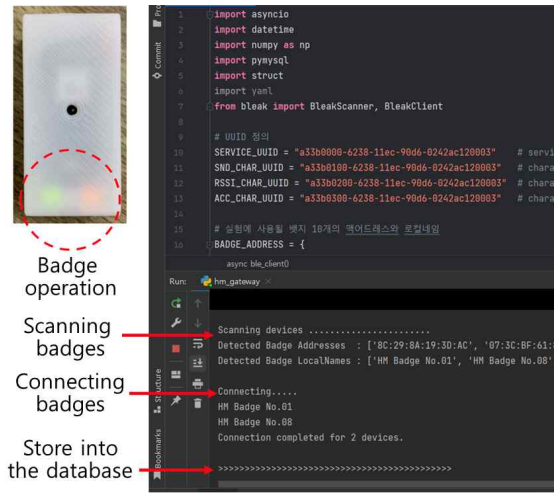 Badge
operation
Scanning
badges
Connecting
badges
Store into
the database
Commit
1 import asyncio
2 import datetime
3 import numpy as np
4 import pymysql
5 import struct
6 import yaml
7 from bleak import BleakScanner, BleakClient
8
9 # UUID 정의
10 SERVICE_UUID = "a33b0000-6238-11ec-90d6-0242ac120003" # servi
11 SND_CHAR_UUID = "a33b0100-6238-11ec-90d6-0242ac120003" # chara
12 RSSI_CHAR_UUID = "a33b0200-6238-11ec-90d6-0242ac120003" # chara
13 ACC_CHAR_UUID = "a33b0300-6238-11ec-90d6-0242ac120003" # chara
14
15 # 실험에 사용될 뱃지 10개의 맥어드레스와 로컬네임
16 BADGE_ADDRESS = {
async ble_client()
Run: hm_gateway ×
Structure
Bookmarks
Scanning devices .......................
Detected Badge Addresses : ['8C:29:8A:19:3D:AC', '07:3C:BF:61:
Detected Badge LocalNames : ['HM Badge No.01', 'HM Badge No.08'
Connecting.....
HM Badge No.01
HM Badge No.08
Connection completed for 2 devices.
>>>>>>>>>>>>>>>>>>>>>>>>>>>>>>>>>>>>>>>>>>>>>